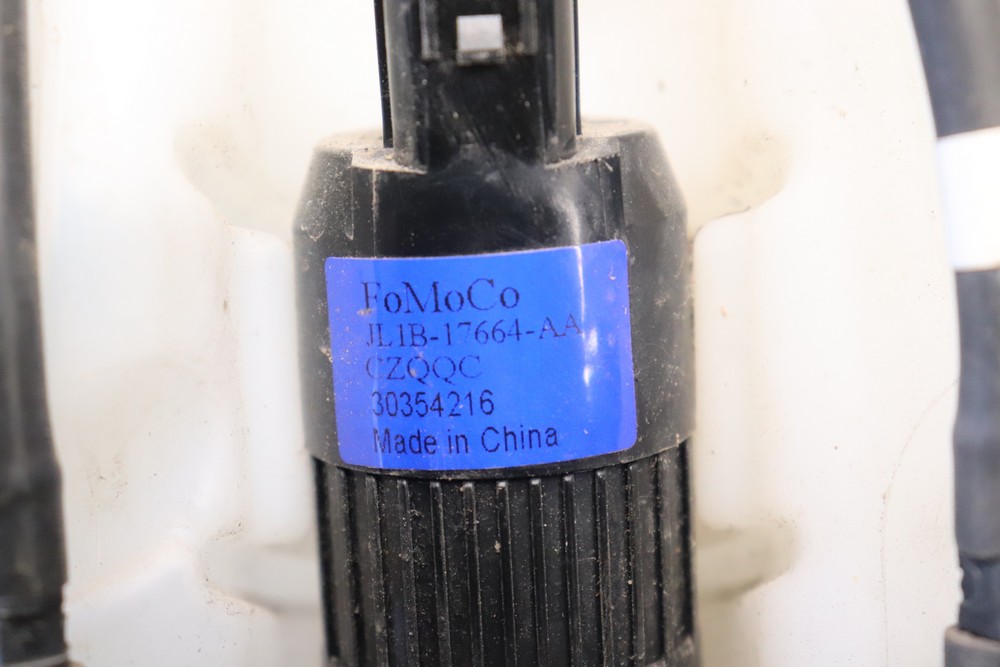 FoMoCo
JL1B-17664-AA
CZQQC
30354216
Made in China